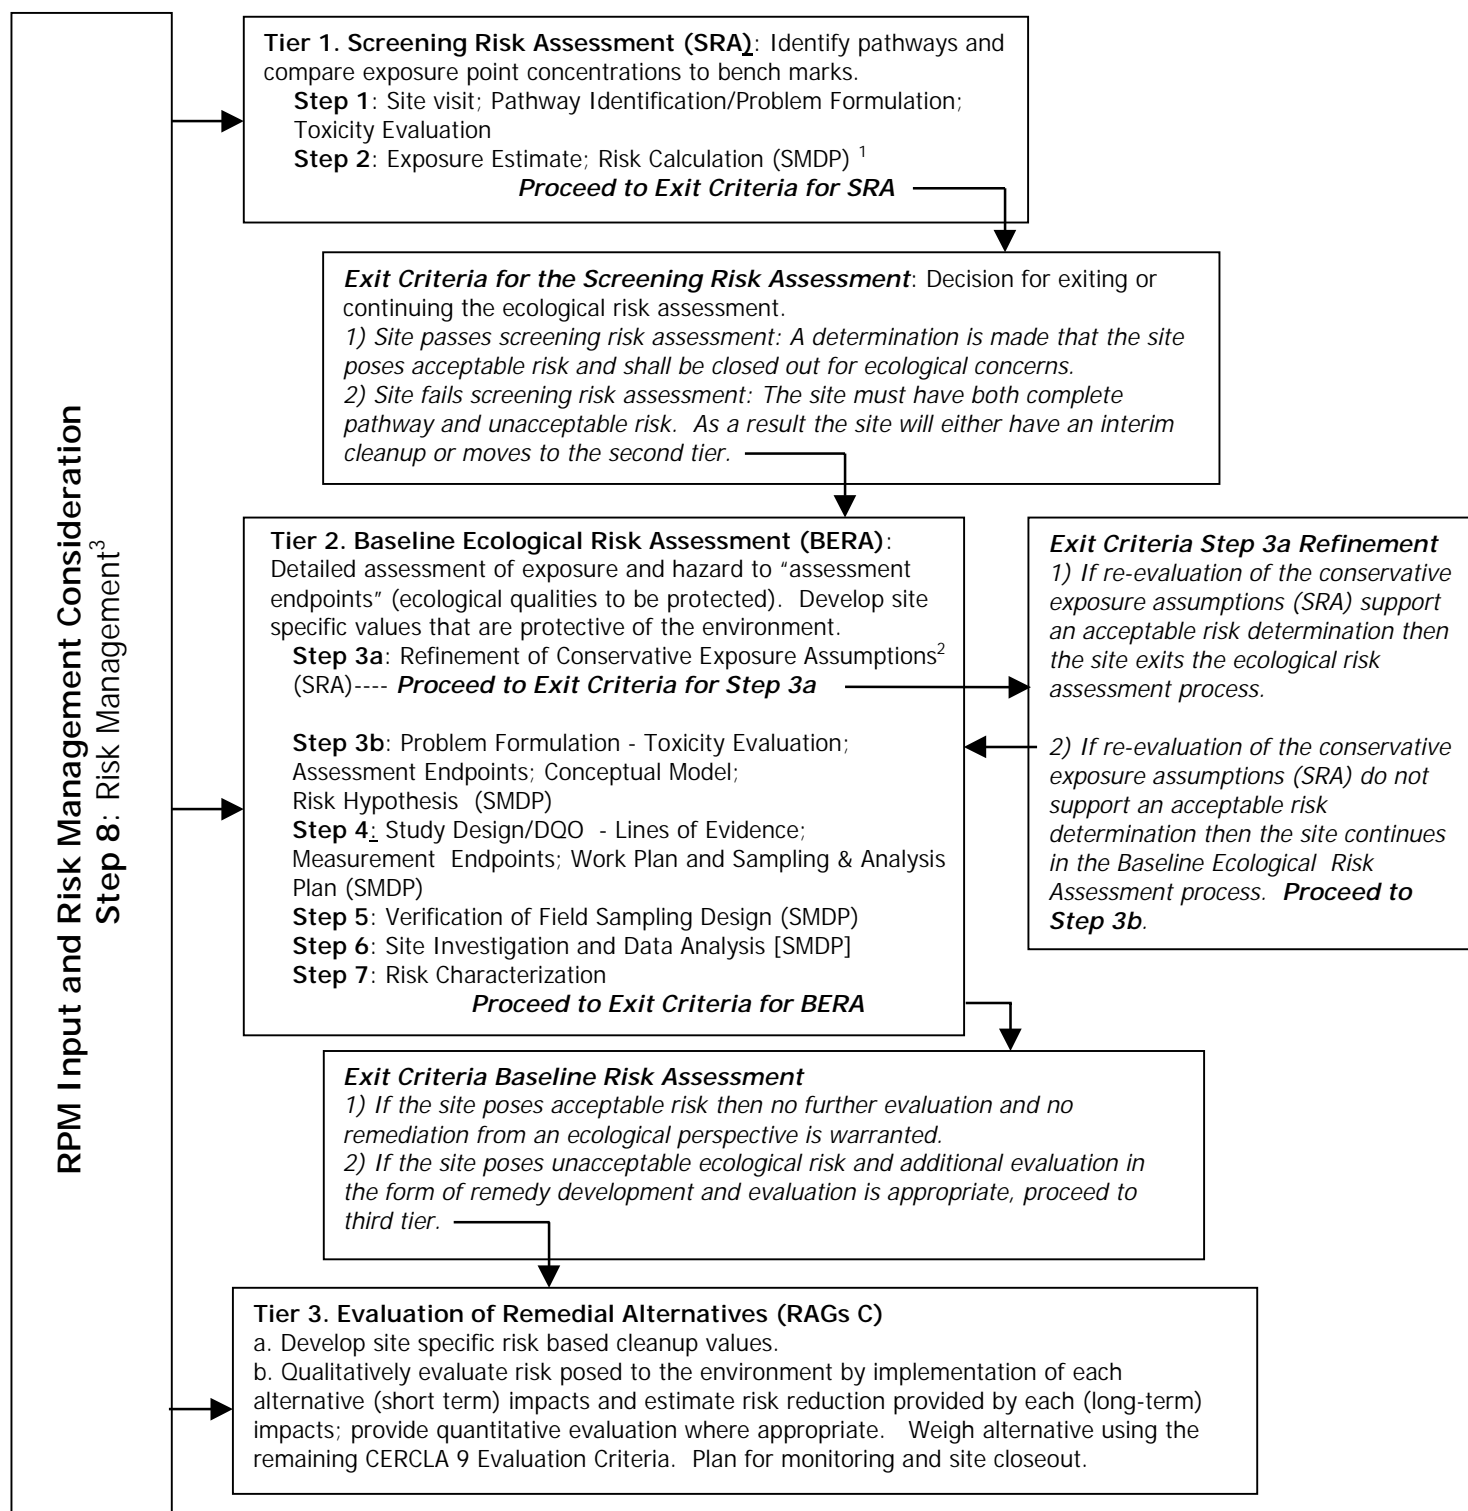 RPM Input and Risk Management Consideration
Step 8: Risk Management3
Tier 1. Screening Risk Assessment (SRA): Identify pathways and
compare exposure point concentrations to bench marks.
Step 1: Site visit; Pathway Identification/Problem Formulation;
Toxicity Evaluation
Step 2: Exposure Estimate; Risk Calculation (SMDP) 1
Proceed to Exit Criteria for SRA
Exit Criteria for the Screening Risk Assessment: Decision for exiting or
continuing the ecological risk assessment.
1) Site passes screening risk assessment: A determination is made that the site
poses acceptable risk and shall be closed out for ecological concerns.
2) Site fails screening risk assessment: The site must have both complete
pathway and unacceptable risk. As a result the site will either have an interim
cleanup or moves to the second tier.
Tier 2. Baseline Ecological Risk Assessment (BERA):
Detailed assessment of exposure and hazard to “assessment
endpoints” (ecological qualities to be protected). Develop site
specific values that are protective of the environment.
Step 3a: Refinement of Conservative Exposure Assumptions2
(SRA)---- Proceed to Exit Criteria for Step 3a
Step 3b: Problem Formulation - Toxicity Evaluation;
Assessment Endpoints; Conceptual Model;
Risk Hypothesis (SMDP)
Step 4: Study Design/DQO - Lines of Evidence;
Measurement Endpoints; Work Plan and Sampling & Analysis
Plan (SMDP)
Step 5: Verification of Field Sampling Design (SMDP)
Step 6: Site Investigation and Data Analysis [SMDP]
Step 7: Risk Characterization
Proceed to Exit Criteria for BERA
Exit Criteria Step 3a Refinement
1) If re-evaluation of the conservative
exposure assumptions (SRA) support
an acceptable risk determination then
the site exits the ecological risk
assessment process.
2) If re-evaluation of the conservative
exposure assumptions (SRA) do not
support an acceptable risk
determination then the site continues
in the Baseline Ecological Risk
Assessment process. Proceed to
Step 3b.
Exit Criteria Baseline Risk Assessment
1) If the site poses acceptable risk then no further evaluation and no
remediation from an ecological perspective is warranted.
2) If the site poses unacceptable ecological risk and additional evaluation in
the form of remedy development and evaluation is appropriate, proceed to
third tier.
Tier 3. Evaluation of Remedial Alternatives (RAGs C)
a. Develop site specific risk based cleanup values.
b. Qualitatively evaluate risk posed to the environment by implementation of each
alternative (short term) impacts and estimate risk reduction provided by each (long-term)
impacts; provide quantitative evaluation where appropriate. Weigh alternative using the
remaining CERCLA 9 Evaluation Criteria. Plan for monitoring and site closeout.